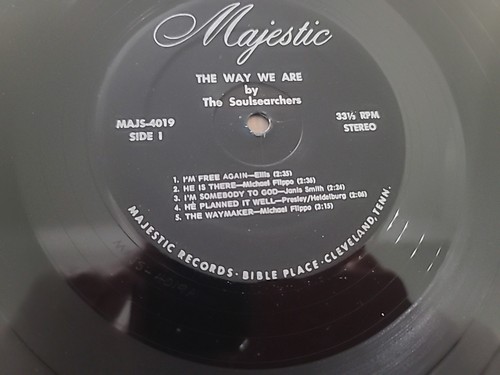 Majestic
THE WAY WE ARE
by
The Soulsearchers
MAJS-4019
SIDE 1
33⅓ RPM
STEREO
1. I'M FREE AGAIN—Ellis (2:35)
2. HE IS THERE—Michael Flippo (2:36)
3. I'M SOMEBODY TO GOD—Janis Smith (2:24)
4. HE PLANNED IT WELL—Presley/Heidelburg (2:06)
5. THE WAYMAKER—Michael Flippo (2:15)
MAJESTIC RECORDS · BIBLE PLACE · CLEVELAND, TENN.